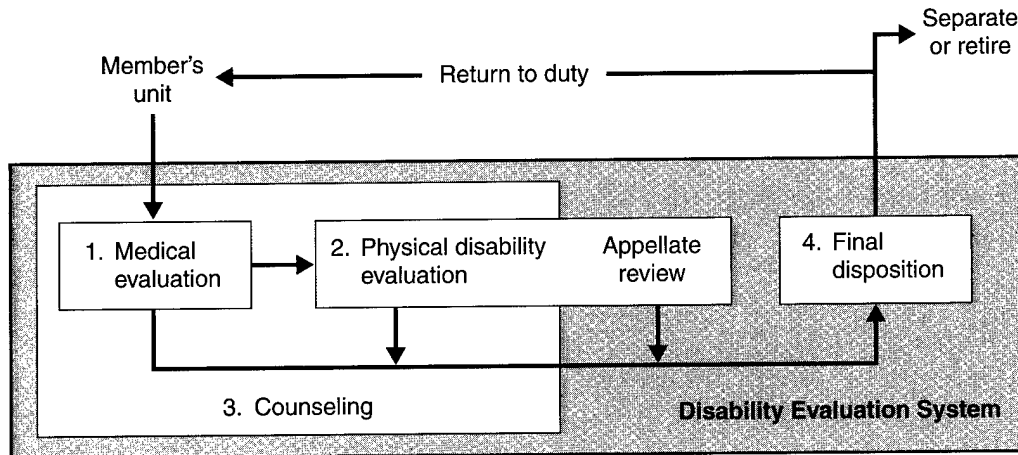 Separate
or retire
Member's
unit
Return to duty
1. Medical
evaluation
2. Physical disability
evaluation
Appellate
review
4. Final
disposition
3. Counseling
Disability Evaluation System